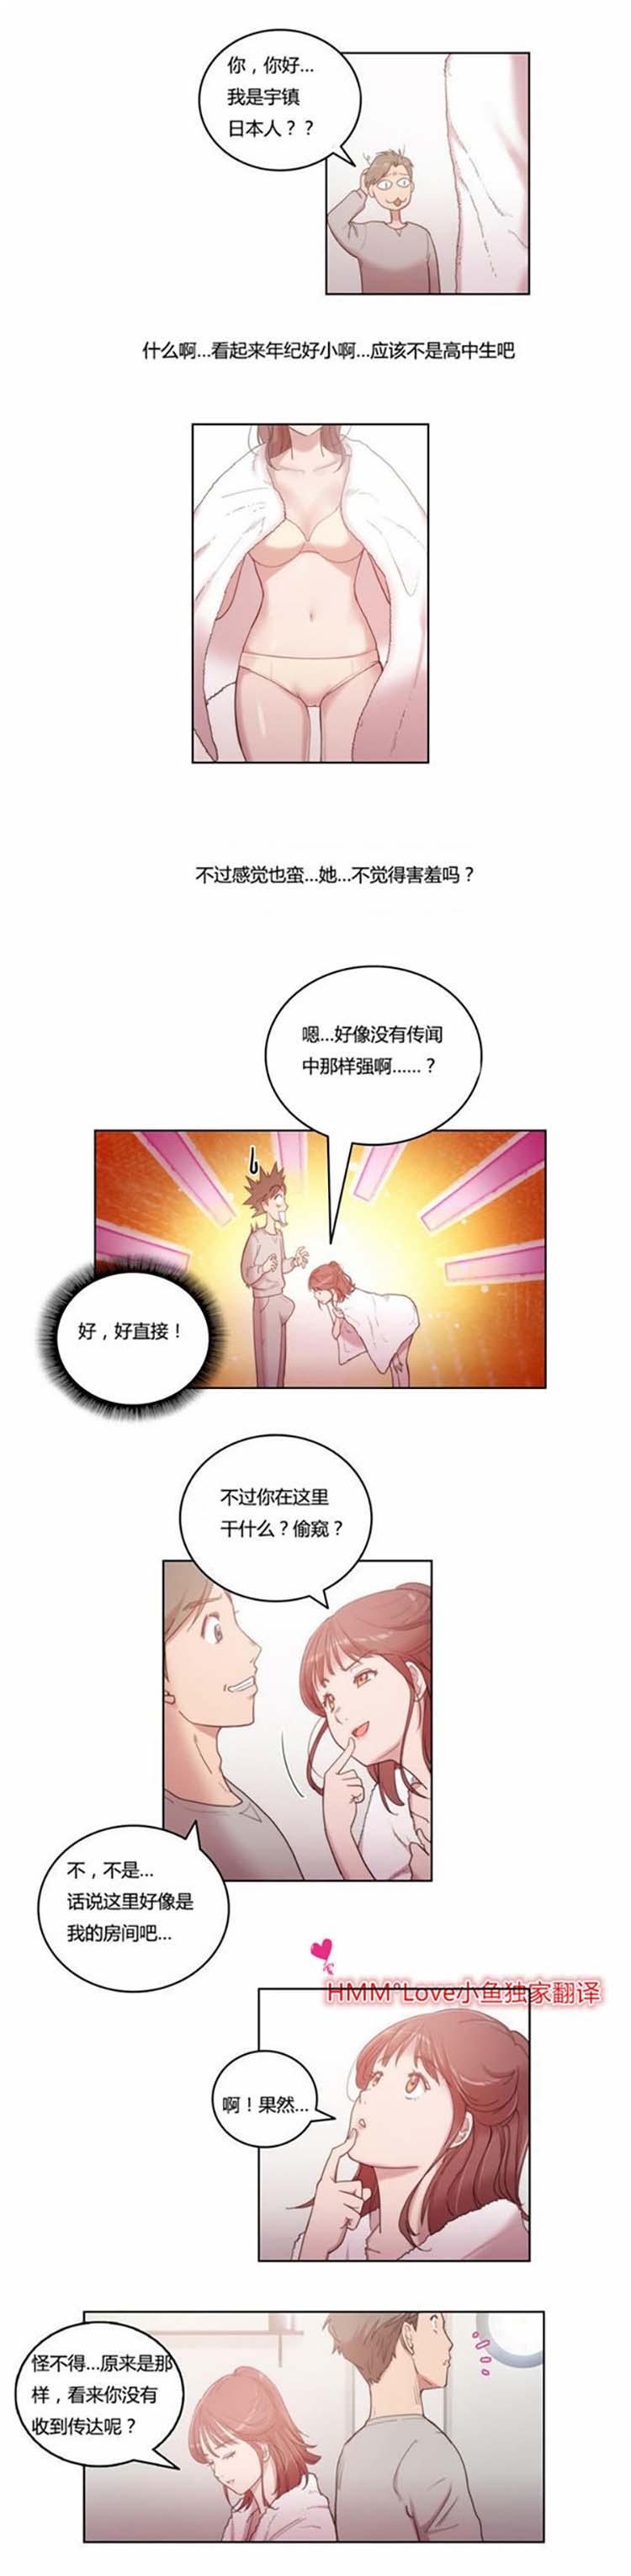 你，你好...
我是宇镇
日本人？？
什么啊...看起来年纪好小啊...应该不是高中生吧
不过感觉也蛮...她...不觉得害羞吗？
嗯...好像没有传闻
中那样强啊......？
好，好直接！
不过你在这里
干什么？偷窥？
不，不是...
话说这里好像是
我的房间吧...
HMM°Love小鱼独家翻译
啊！果然...
怪不得...原来是那
样，看来你没有
收到传达呢？